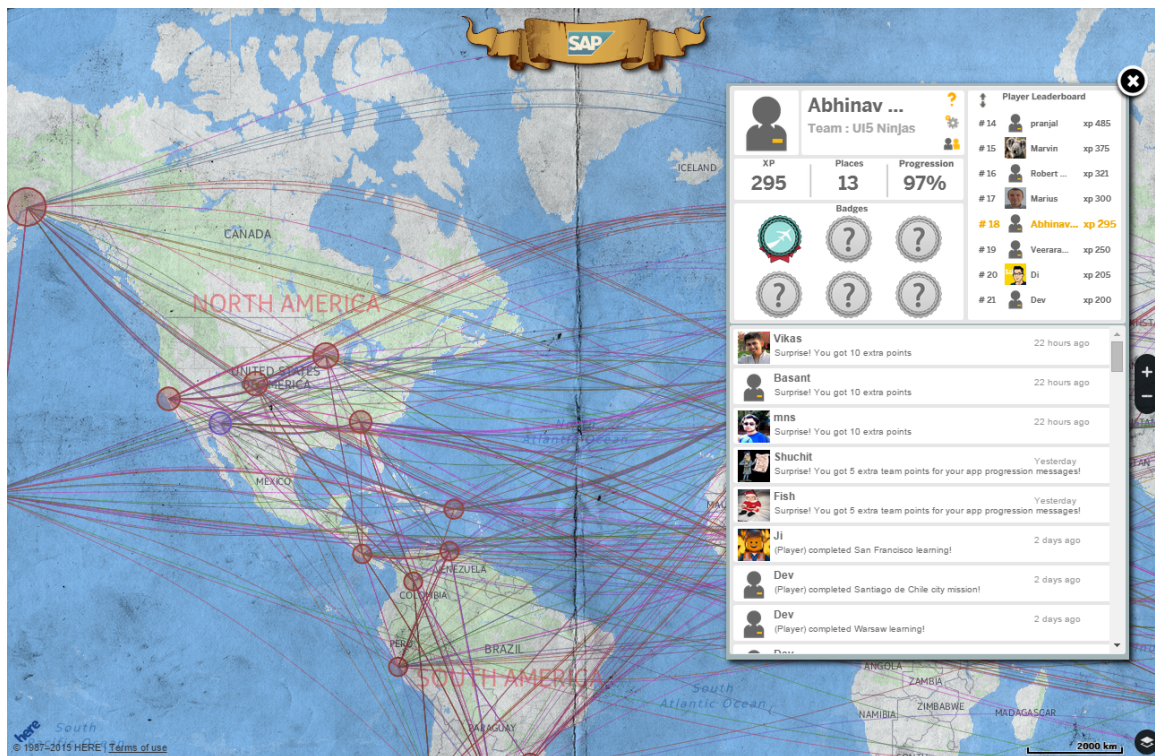 SAP
Abhinav ...
Team : UI5 Ninjas
?
XP
295
Places
13
Progression
97%
Badges
?
?
?
?
?
Player Leaderboard
# 14 pranjal xp 485
# 15 Marvin xp 375
# 16 Robert ... xp 321
# 17 Marius xp 300
# 18 Abhinav... xp 295
# 19 Veerara... xp 250
# 20 Di xp 205
# 21 Dev xp 200
Vikas
22 hours ago
Surprise! You got 10 extra points
Basant
22 hours ago
Surprise! You got 10 extra points
mns
22 hours ago
Surprise! You got 10 extra points
Shuchit
Yesterday
Surprise! You got 5 extra team points for your app progression messages!
Fish
Yesterday
Surprise! You got 5 extra team points for your app progression messages!
Ji
2 days ago
(Player) completed San Francisco learning!
Dev
2 days ago
(Player) completed Santiago de Chile city mission!
Dev
2 days ago
(Player) completed Warsaw learning!
ICELAND
CANADA
NORTH AMERICA
UNITED STATES
OF AMERICA
Atlantic Ocean
MÉXICO
VENEZUELA
COLOMBIA
PERÚ
BRAZIL
SOUTH AMERICA
PARAGUAY
South
Atlantic Ocean
ANGOLA
ZAMBIA
ZIMBABWE
NAMIBIA
MADAGASCAR
+
−
here
South
Pacific Ocean
© 1987–2015 HERE | Terms of use
2000 km